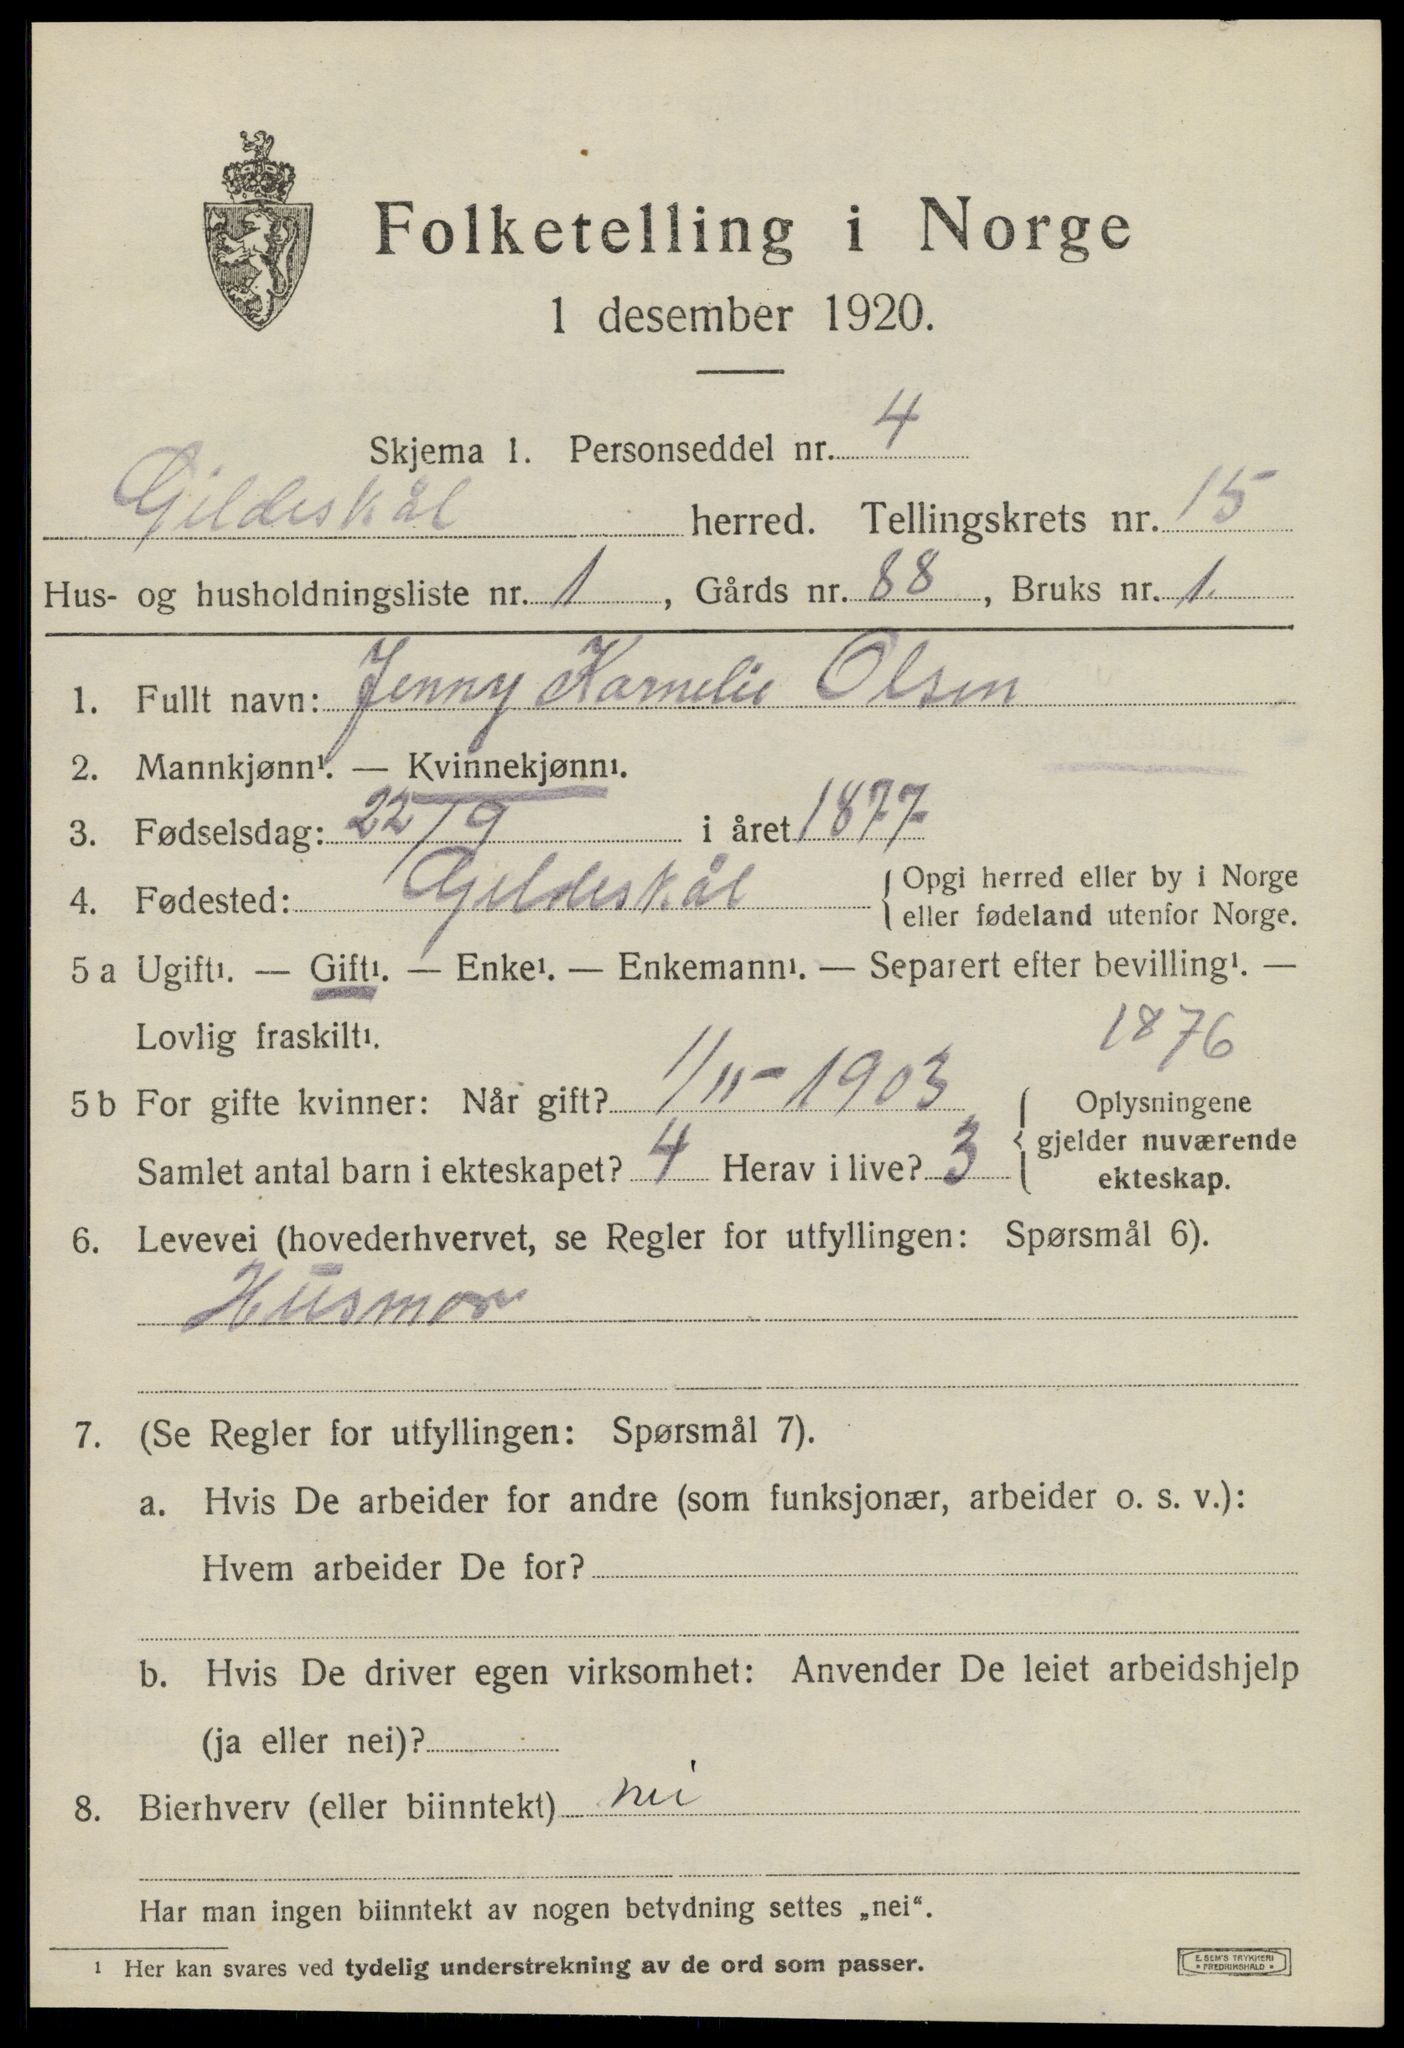 Folketelling i Norge
1 desember 1920.
Skjema 1. Personseddel nr. 4
Gildeskål herred. Tellingskrets nr. 15
Hus- og husholdningsliste nr. 1, Gårds nr. 88, Bruks nr. 1.
1. Fullt navn: Jenny Karnelie Olsen
2. Mannkjønn¹. — Kvinnekjønn¹.
3. Fødselsdag: 22/9 i året 1877
4. Fødested: Gildeskål { Opgi herred eller by i Norge
eller fødeland utenfor Norge.
5 a Ugift¹. — Gift¹. — Enke¹. — Enkemann¹. — Separert efter bevilling¹. —
Lovlig fraskilt¹.
1876
5 b For gifte kvinner: Når gift? 1/11 - 1903 { Oplysningene
gjelder nuværende
ekteskap.
Samlet antal barn i ekteskapet? 4 Herav i live? 3
6. Levevei (hovederhvervet, se Regler for utfyllingen: Spørsmål 6).
Husmor
7. (Se Regler for utfyllingen: Spørsmål 7).
a. Hvis De arbeider for andre (som funksjonær, arbeider o. s. v.):
Hvem arbeider De for?
b. Hvis De driver egen virksomhet: Anvender De leiet arbeidshjelp
(ja eller nei)?
8. Bierhverv (eller biinntekt) nei
Har man ingen biinntekt av nogen betydning settes „nei“.
¹ Her kan svares ved tydelig understrekning av de ord som passer.
E. SEM'S TRYKKERI
• FREDRIKSHALD •